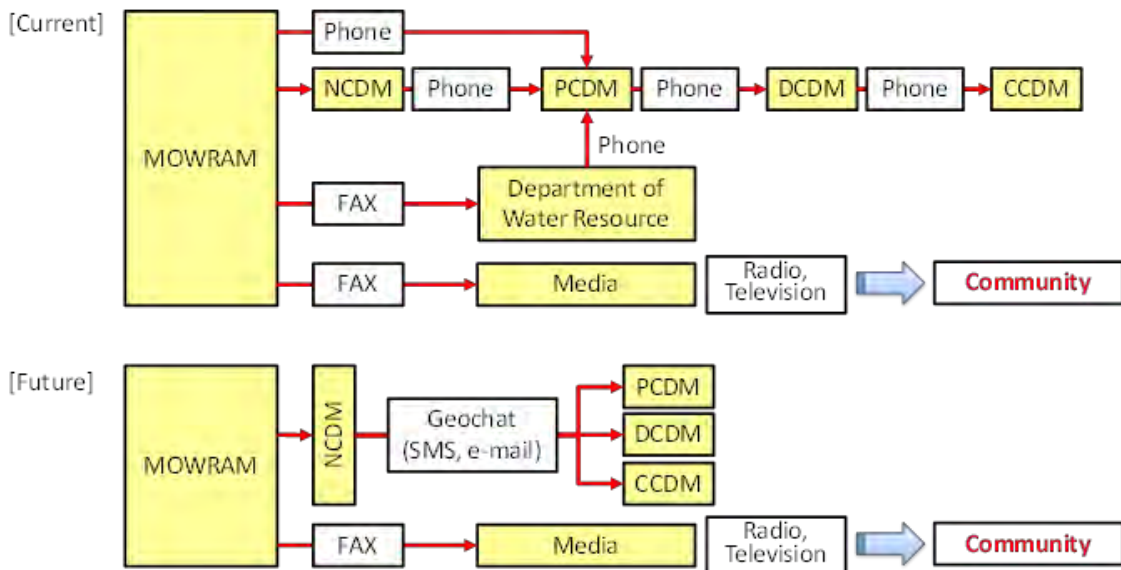 [Current]
MOWRAM
Phone
NCDM
Phone
PCDM
Phone
DCDM
Phone
CCDM
Phone
FAX
Department of
Water Resource
FAX
Media
Radio,
Television
Community
[Future]
MOWRAM
NCDM
Geochat
(SMS, e-mail)
PCDM
DCDM
CCDM
FAX
Media
Radio,
Television
Community